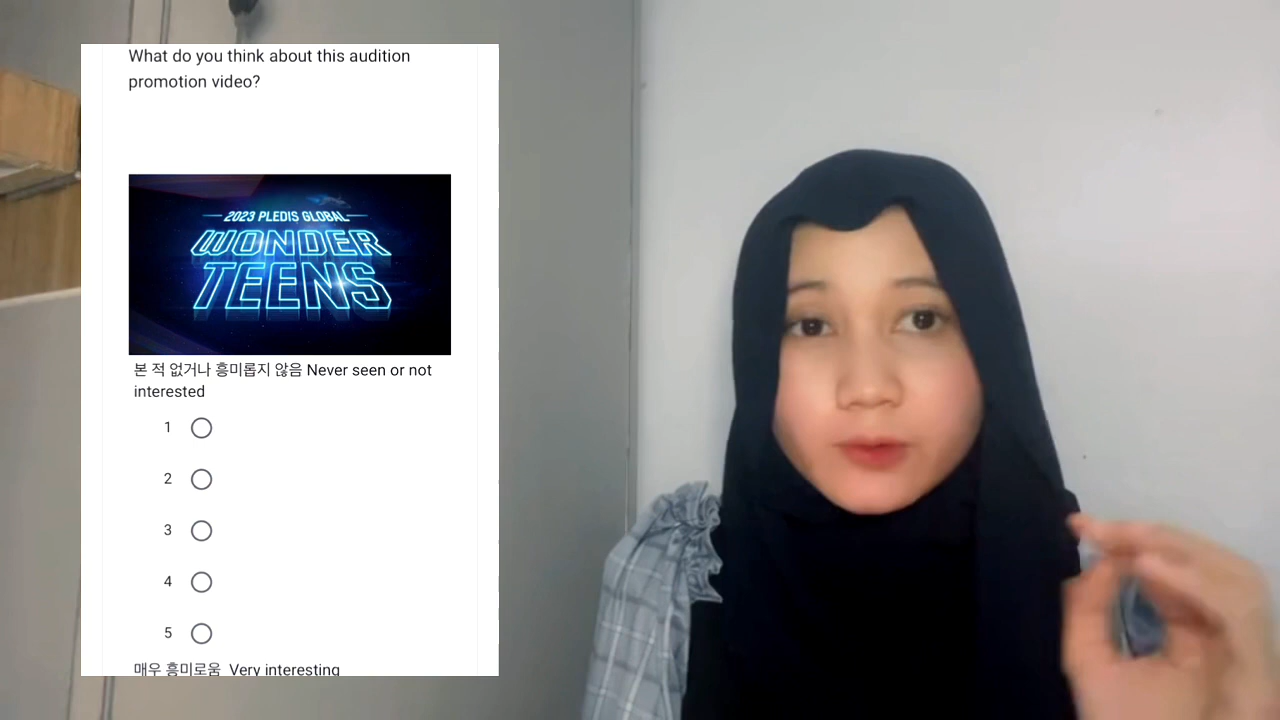 What do you think about this audition
promotion video?
2023 PLEDIS GLOBAL
WONDER
TEENS
본 적 없거나 흥미롭지 않음 Never seen or not
interested
1
2
3
4
5
매우 흥미로움 Very interesting